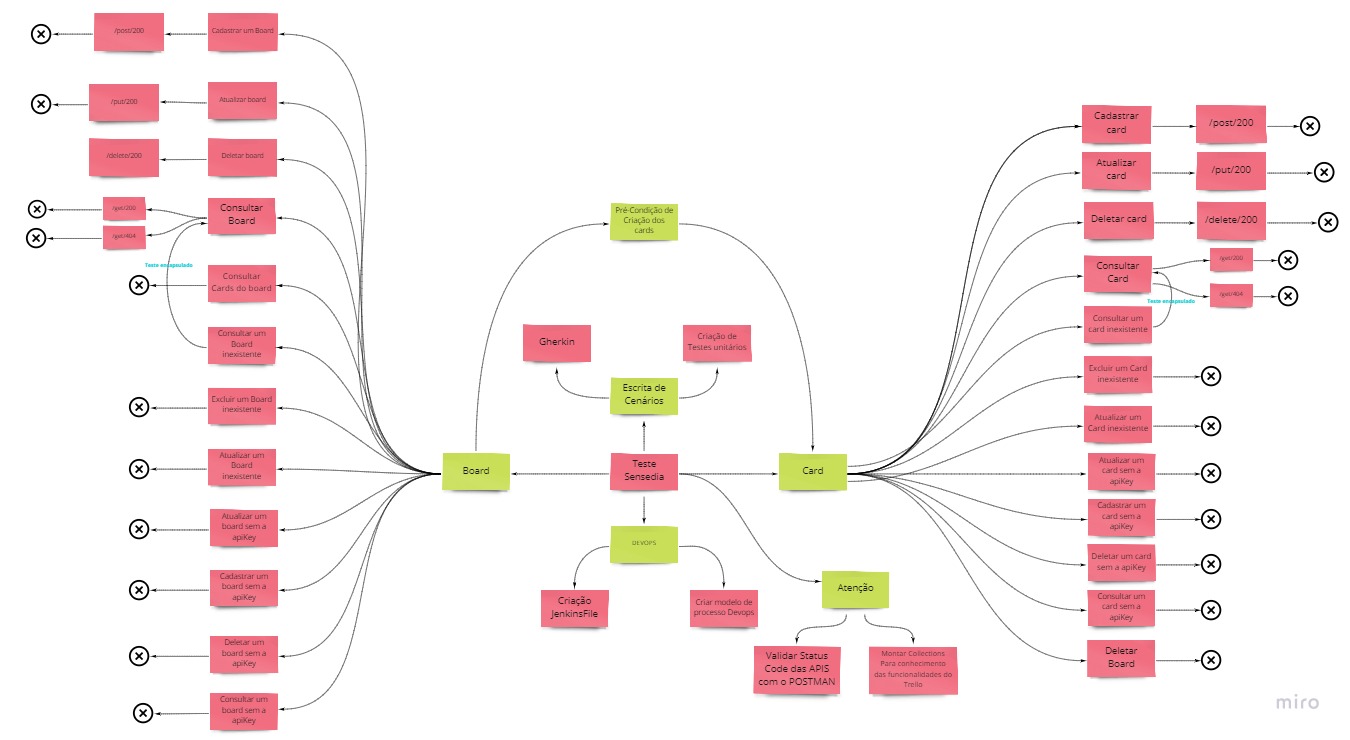 /post/200
Cadastrar um Board
/put/200
Atualizar board
/delete/200
Deletar board
/get/200
/get/404
Consultar
Board
Teste encapsulado
Consultar
Cards do board
Consultar um
Board
inexistente
Excluir um Board
inexistente
Atualizar um
Board
inexistente
Atualizar um
board sem a
apiKey
Cadastrar um
board sem a
apiKey
Deletar um
board sem a
apiKey
Consultar um
board sem a
apiKey
Board
Pré-Condição de
Criação dos
cards
Gherkin
Criação de
Testes unitários
Escrita de
Cenários
Teste
Sensedia
DEVOPS
Criação
JenkinsFile
Criar modelo de
processo Devops
Card
Atenção
Validar Status
Code das APIS
com o POSTMAN
Montar Collections
Para conhecimento
das funcionalidades do
Trello
Cadastrar
card
/post/200
Atualizar
card
/put/200
Deletar card
/delete/200
Consultar
Card
/get/200
/get/404
Teste encapsulado
Consultar um
card inexistente
Excluir um Card
inexistente
Atualizar um
Card inexistente
Atualizar um
card sem a
apiKey
Cadastrar um
card sem a
apiKey
Deletar um card
sem a apiKey
Consultar um
card sem a
apiKey
Deletar
Board
miro